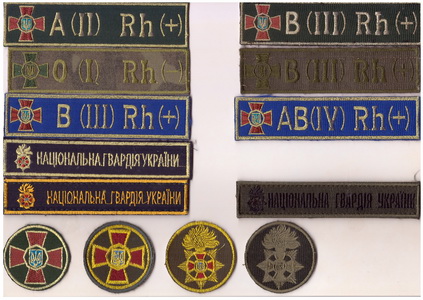 A (II) Rh (+)
B (III) Rh (+)
O (I) Rh (-)
B (III) Rh (+)
B (III) Rh (+)
AB(IV) Rh(+)
НАЦІОНАЛЬНА ГВАРДІЯ УКРАЇНИ
НАЦІОНАЛЬНА ГВАРДІЯ УКРАЇНИ
НАЦІОНАЛЬНА ГВАРДІЯ УКРАЇНИ